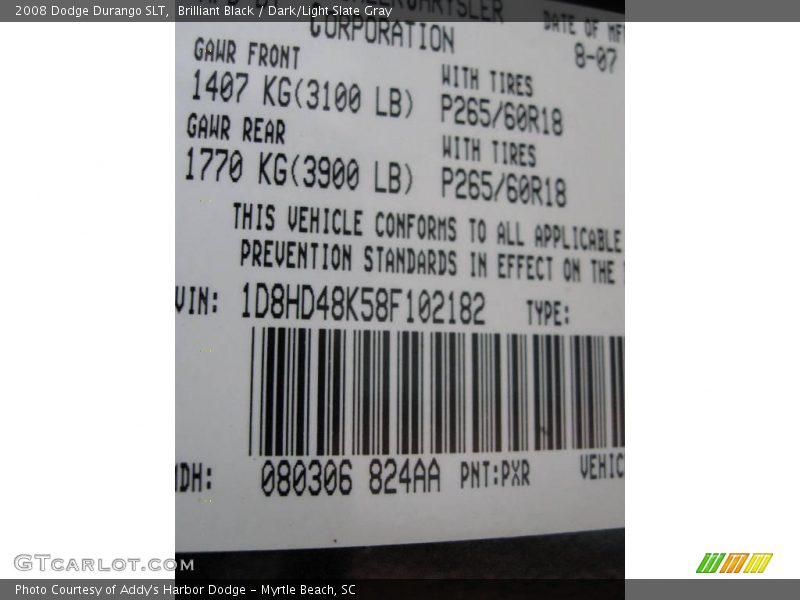 2008 Dodge Durango SLT, Brilliant Black / Dark/Light Slate Gray
CORPORATION
DATE OF MF
8-07
GAWR FRONT
WITH TIRES
1407 KG(3100 LB)
P265/60R18
GAWR REAR
WITH TIRES
1770 KG(3900 LB)
P265/60R18
THIS VEHICLE CONFORMS TO ALL APPLICABLE
PREVENTION STANDARDS IN EFFECT ON THE
VIN: 1D8HD48K58F102182 TYPE:
MDH: 080306 824AA PNT:PXR VEHIC
GTCARLOT.COM
Photo Courtesy of Addy's Harbor Dodge - Myrtle Beach, SC